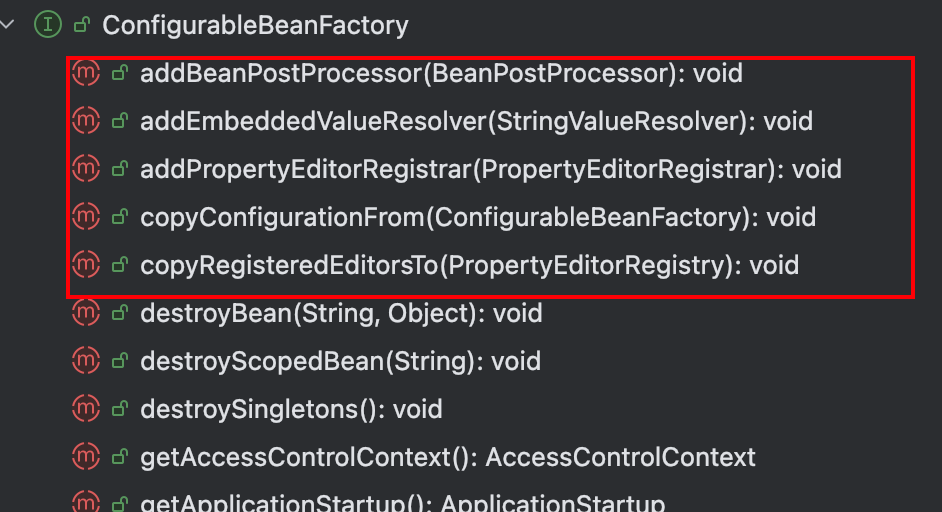 ConfigurableBeanFactory
addBeanPostProcessor(BeanPostProcessor): void
addEmbeddedValueResolver(StringValueResolver): void
addPropertyEditorRegistrar(PropertyEditorRegistrar): void
copyConfigurationFrom(ConfigurableBeanFactory): void
copyRegisteredEditorsTo(PropertyEditorRegistry): void
destroyBean(String, Object): void
destroyScopedBean(String): void
destroySingletons(): void
getAccessControlContext(): AccessControlContext
getApplicationStartup(): ApplicationStartup